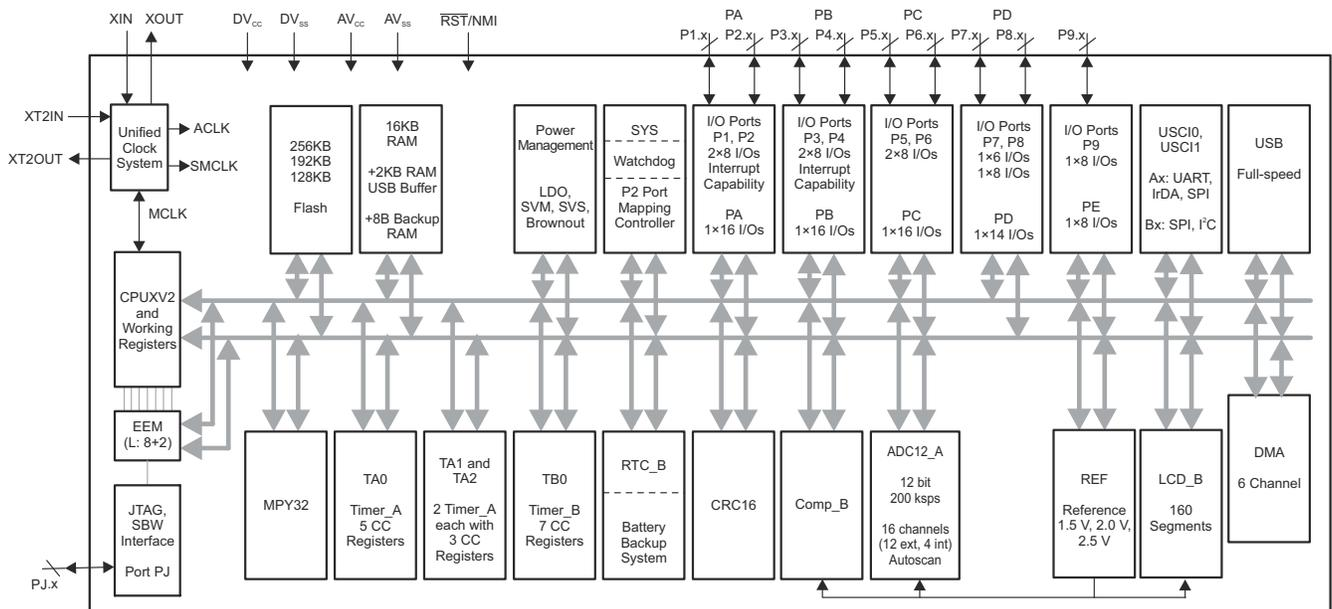 XIN XOUT DVcc DVss AVcc AVss RST/NMI
PA PB PC PD
P1.x P2.x P3.x P4.x P5.x P6.x P7.x P8.x P9.x
XT2IN
XT2OUT
Unified
Clock
System
ACLK
SMCLK
MCLK
256KB
192KB
128KB
Flash
16KB
RAM
+2KB RAM
USB Buffer
+8B Backup
RAM
Power
Management
LDO,
SVM, SVS,
Brownout
SYS
Watchdog
P2 Port
Mapping
Controller
I/O Ports
P1, P2
2×8 I/Os
Interrupt
Capability
PA
1×16 I/Os
I/O Ports
P3, P4
2×8 I/Os
Interrupt
Capability
PB
1×16 I/Os
I/O Ports
P5, P6
2×8 I/Os
PC
1×16 I/Os
I/O Ports
P7, P8
1×6 I/Os
1×8 I/Os
PD
1×14 I/Os
I/O Ports
P9
1×8 I/Os
PE
1×8 I/Os
USCI0,
USCI1
Ax: UART,
IrDA, SPI
Bx: SPI, I²C
USB
Full-speed
CPUXV2
and
Working
Registers
EEM
(L: 8+2)
JTAG,
SBW
Interface
Port PJ
PJ.x
MPY32
TA0
Timer_A
5 CC
Registers
TA1 and
TA2
2 Timer_A
each with
3 CC
Registers
TB0
Timer_B
7 CC
Registers
RTC_B
Battery
Backup
System
CRC16
Comp_B
ADC12_A
12 bit
200 ksps
16 channels
(12 ext, 4 int)
Autoscan
REF
Reference
1.5 V, 2.0 V,
2.5 V
LCD_B
160
Segments
DMA
6 Channel